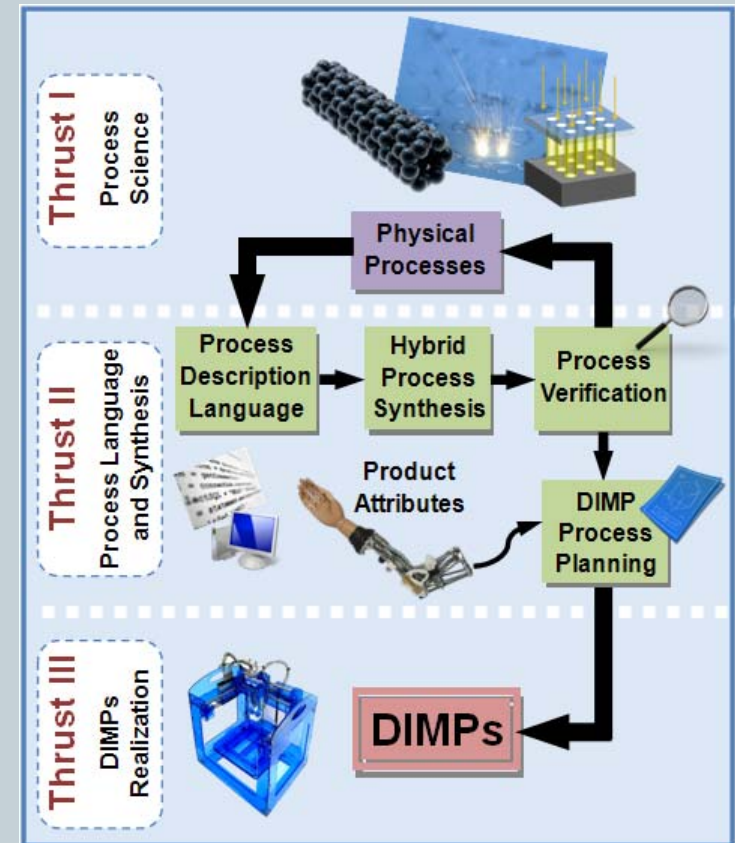 Thrust I
Process
Science
Physical
Processes
Thrust II
Process Language
and Synthesis
Process
Description
Language
Hybrid
Process
Synthesis
Process
Verification
Product
Attributes
DIMP
Process
Planning
Thrust III
DIMPs
Realization
DIMPs